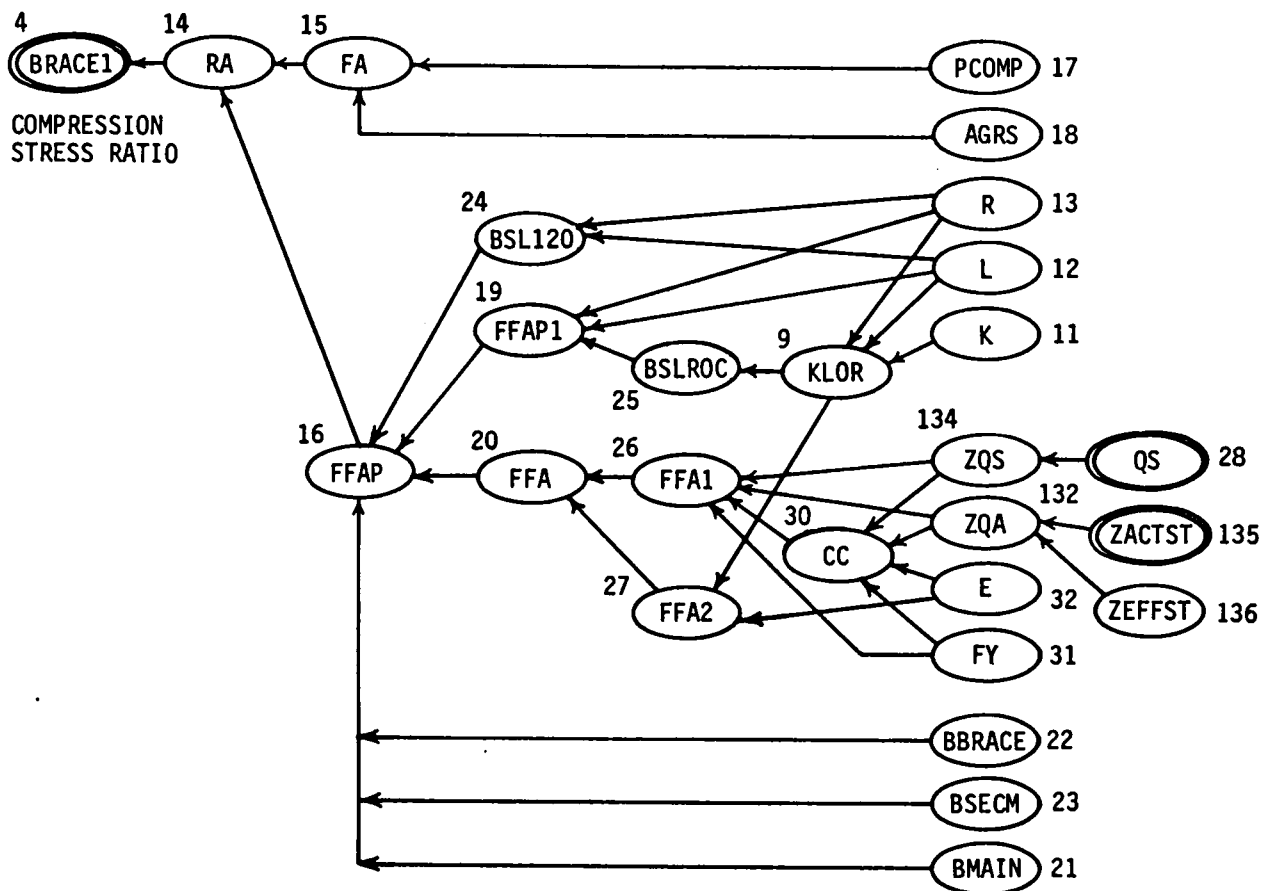 4
14
15
BRACE1
RA
FA
PCOMP
17
COMPRESSION
STRESS RATIO
AGRS
18
24
R
13
BSL120
L
12
19
FFAP1
9
K
11
BSLROC
KLOR
25
134
16
20
26
ZQS
QS
28
FFAP
FFA
FFA1
132
30
ZQA
ZACTST
135
CC
27
E
32
FFA2
ZEFFST
136
FY
31
BBRACE
22
BSECM
23
BMAIN
21